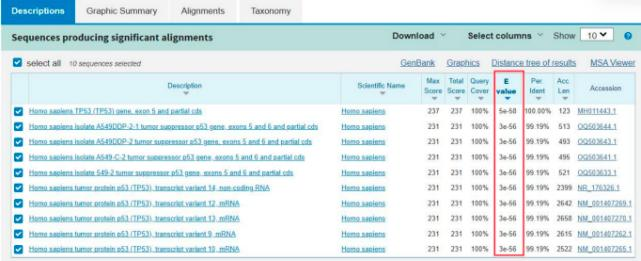 Descriptions Graphic Summary Alignments Taxonomy
Sequences producing significant alignments Download Select columns Show 10
select all 10 sequences selected GenBank Graphics Distance tree of results MSA Viewer
Description Scientific Name Max Score Total Score Query Cover E value Per. Ident Acc. Len Accession
Homo sapiens TP53 (TP53) gene, exon 5 and partial cds Homo sapiens 237 237 100% 5e-58 100.00% 123 MH011443.1
Homo sapiens isolate A549DDP-2-1 tumor suppressor p53 gene, exons 5 and 6 and partial cds Homo sapiens 231 231 100% 3e-56 99.19% 513 OQ503644.1
Homo sapiens isolate A549DDP-2 tumor suppressor p53 gene, exons 5 and 6 and partial cds Homo sapiens 231 231 100% 3e-56 99.19% 493 OQ503643.1
Homo sapiens isolate A549-C-2 tumor suppressor p53 gene, exons 5 and 6 and partial cds Homo sapiens 231 231 100% 3e-56 99.19% 495 OQ503641.1
Homo sapiens isolate 549-2 tumor suppressor p53 gene, exons 5 and 6 and partial cds Homo sapiens 231 231 100% 3e-56 99.19% 521 OQ503633.1
Homo sapiens tumor protein p53 (TP53), transcript variant 14, non-coding RNA Homo sapiens 231 231 100% 3e-56 99.19% 2399 NR_176326.1
Homo sapiens tumor protein p53 (TP53), transcript variant 12, mRNA Homo sapiens 231 231 100% 3e-56 99.19% 2642 NM_001407269.1
Homo sapiens tumor protein p53 (TP53), transcript variant 13, mRNA Homo sapiens 231 231 100% 3e-56 99.19% 2658 NM_001407270.1
Homo sapiens tumor protein p53 (TP53), transcript variant 9, mRNA Homo sapiens 231 231 100% 3e-56 99.19% 2615 NM_001407262.1
Homo sapiens tumor protein p53 (TP53), transcript variant 10, mRNA Homo sapiens 231 231 100% 3e-56 99.19% 2522 NM_001407265.1